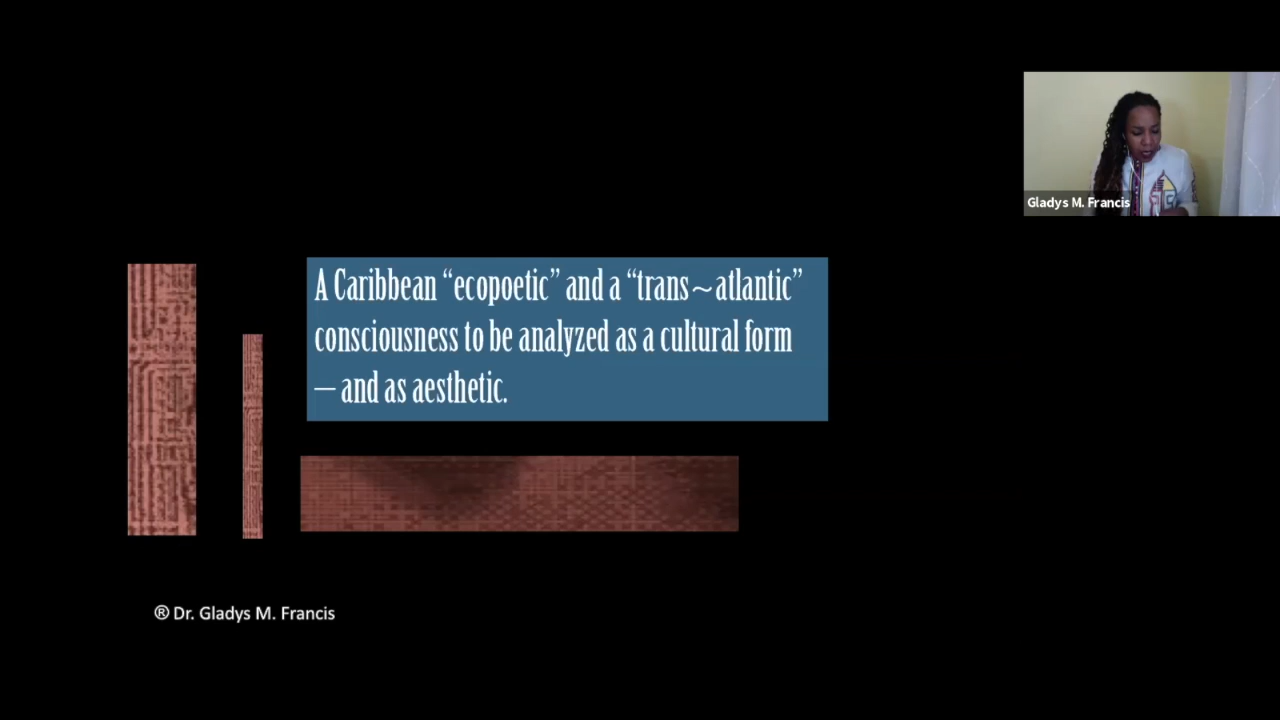 Gladys M. Francis
A Caribbean “ecopoetic” and a “trans~atlantic”
consciousness to be analyzed as a cultural form
— and as aesthetic.
® Dr. Gladys M. Francis